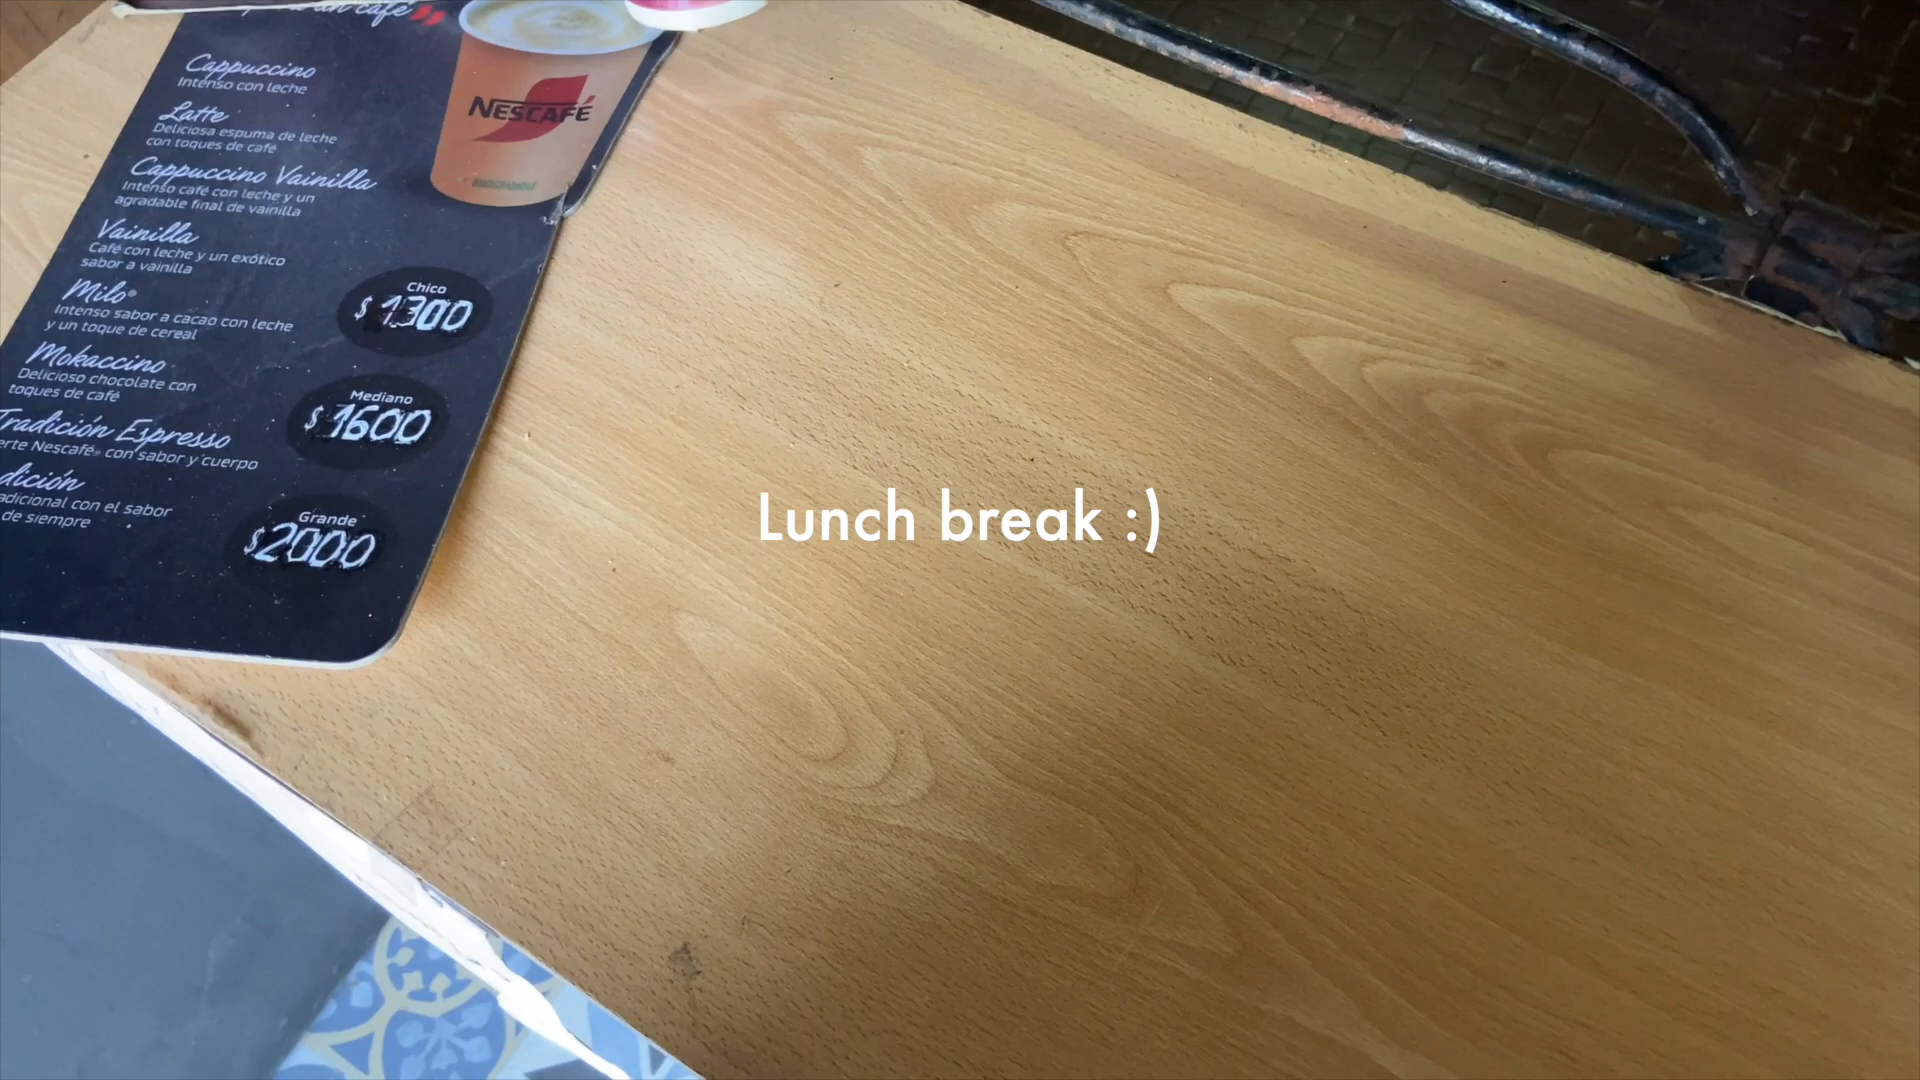 un café
Cappuccino
Intenso con leche
Latte
Deliciosa espuma de leche
con toques de café
Cappuccino Vainilla
Intenso café con leche y un
agradable final de vainilla
Vainilla
Café con leche y un exótico
sabor a vainilla
Milo®
Intenso sabor a cacao con leche
y un toque de cereal
Mokaccino
Delicioso chocolate con
toques de café
Tradición Espresso
erte Nescafé® con sabor y cuerpo
dición
adicional con el sabor
de siempre
NESCAFÉ
BIODEGRADABLE
Chico
$ 1300
Mediano
$ 1600
Grande
$2000
Lunch break :)